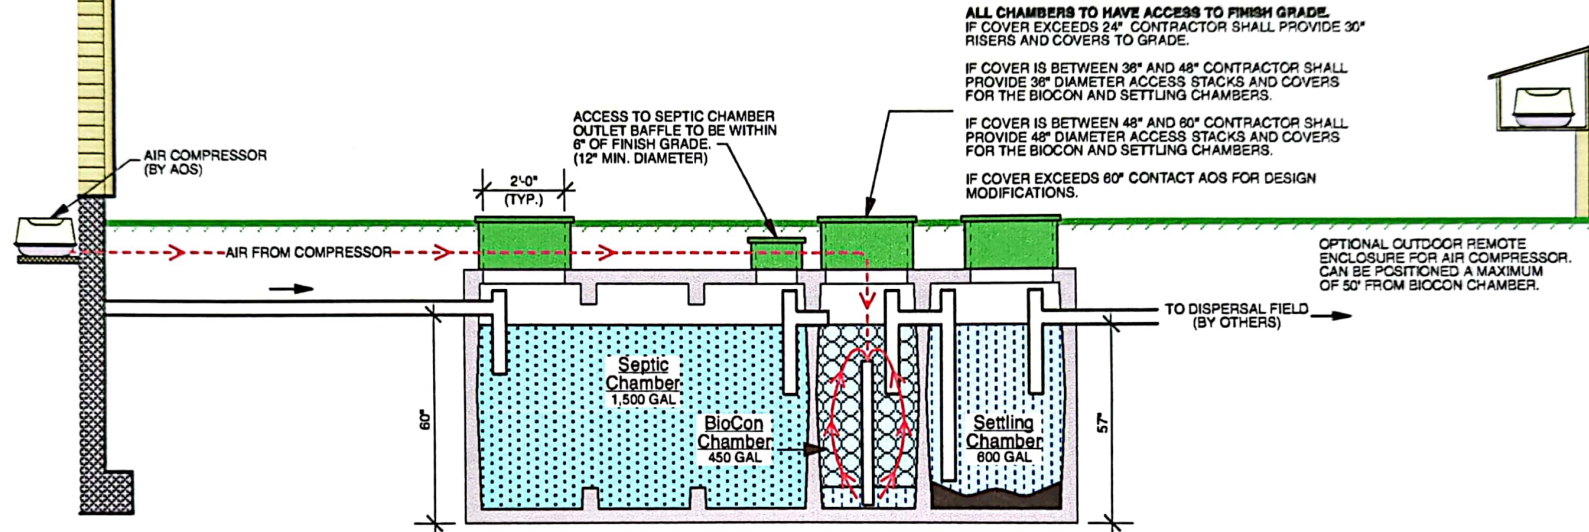 ALL CHAMBERS TO HAVE ACCESS TO FINISH GRADE.
IF COVER EXCEEDS 24" CONTRACTOR SHALL PROVIDE 30"
RISERS AND COVERS TO GRADE.
IF COVER IS BETWEEN 36" AND 48" CONTRACTOR SHALL
PROVIDE 36" DIAMETER ACCESS STACKS AND COVERS
FOR THE BIOCON AND SETTLING CHAMBERS.
IF COVER IS BETWEEN 48" AND 60" CONTRACTOR SHALL
PROVIDE 48" DIAMETER ACCESS STACKS AND COVERS
FOR THE BIOCON AND SETTLING CHAMBERS.
IF COVER EXCEEDS 60" CONTACT AOS FOR DESIGN
MODIFICATIONS.
ACCESS TO SEPTIC CHAMBER
OUTLET BAFFLE TO BE WITHIN
6" OF FINISH GRADE.
(12" MIN. DIAMETER)
AIR COMPRESSOR
(BY AOS)
2'-0"
(TYP.)
AIR FROM COMPRESSOR
OPTIONAL OUTDOOR REMOTE
ENCLOSURE FOR AIR COMPRESSOR.
CAN BE POSITIONED A MAXIMUM
OF 50' FROM BIOCON CHAMBER.
TO DISPERSAL FIELD
(BY OTHERS)
Septic
Chamber
1,500 GAL
BioCon
Chamber
450 GAL
Settling
Chamber
600 GAL
60"
57"